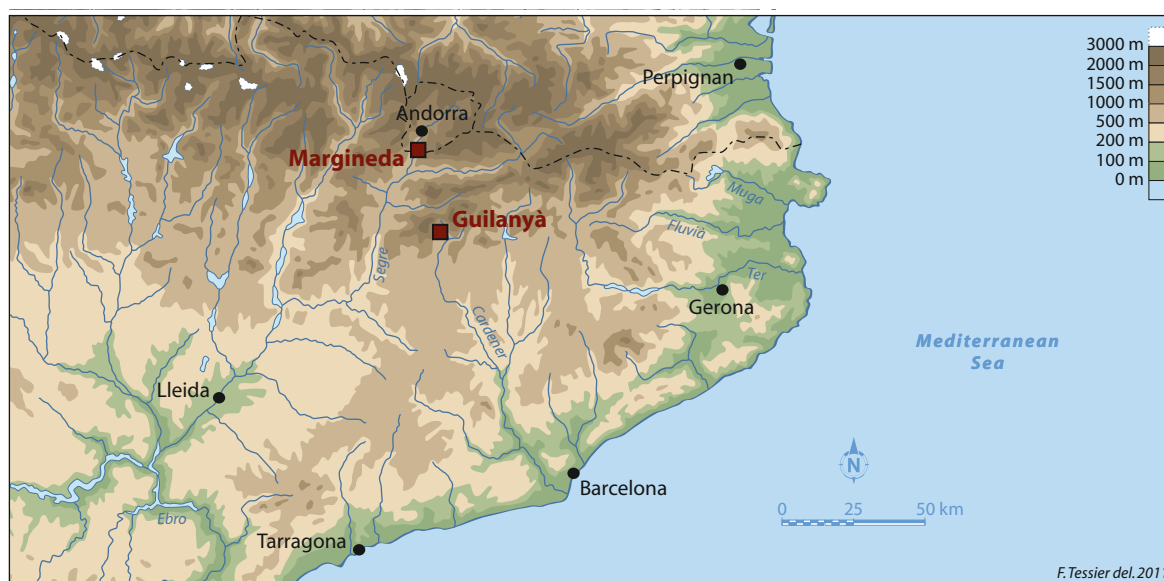 3000 m
2000 m
1500 m
1000 m
500 m
200 m
100 m
0 m
Perpignan
Andorra
Margineda
Guilanyà
Muga
Fluvià
Ter
Segre
Gerona
Cardener
Mediterranean
Sea
Lleida
N
Barcelona
0 25 50 km
Ebro
Tarragona
F. Tessier del. 201